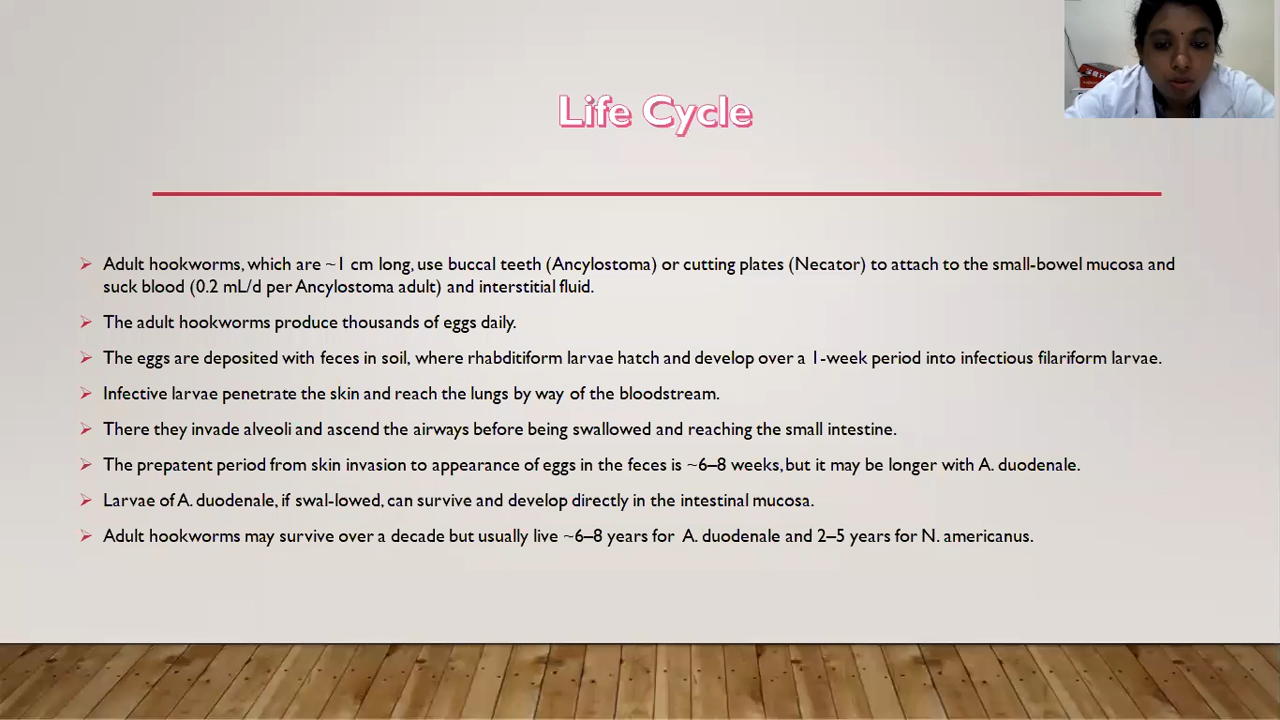 Life Cycle
Adult hookworms, which are ~1 cm long, use buccal teeth (Ancylostoma) or cutting plates (Necator) to attach to the small-bowel mucosa and
suck blood (0.2 mL/d per Ancylostoma adult) and interstitial fluid.
The adult hookworms produce thousands of eggs daily.
The eggs are deposited with feces in soil, where rhabditiform larvae hatch and develop over a 1-week period into infectious filariform larvae.
Infective larvae penetrate the skin and reach the lungs by way of the bloodstream.
There they invade alveoli and ascend the airways before being swallowed and reaching the small intestine.
The prepatent period from skin invasion to appearance of eggs in the feces is ~6–8 weeks, but it may be longer with A. duodenale.
Larvae of A. duodenale, if swal-lowed, can survive and develop directly in the intestinal mucosa.
Adult hookworms may survive over a decade but usually live ~6–8 years for A. duodenale and 2–5 years for N. americanus.